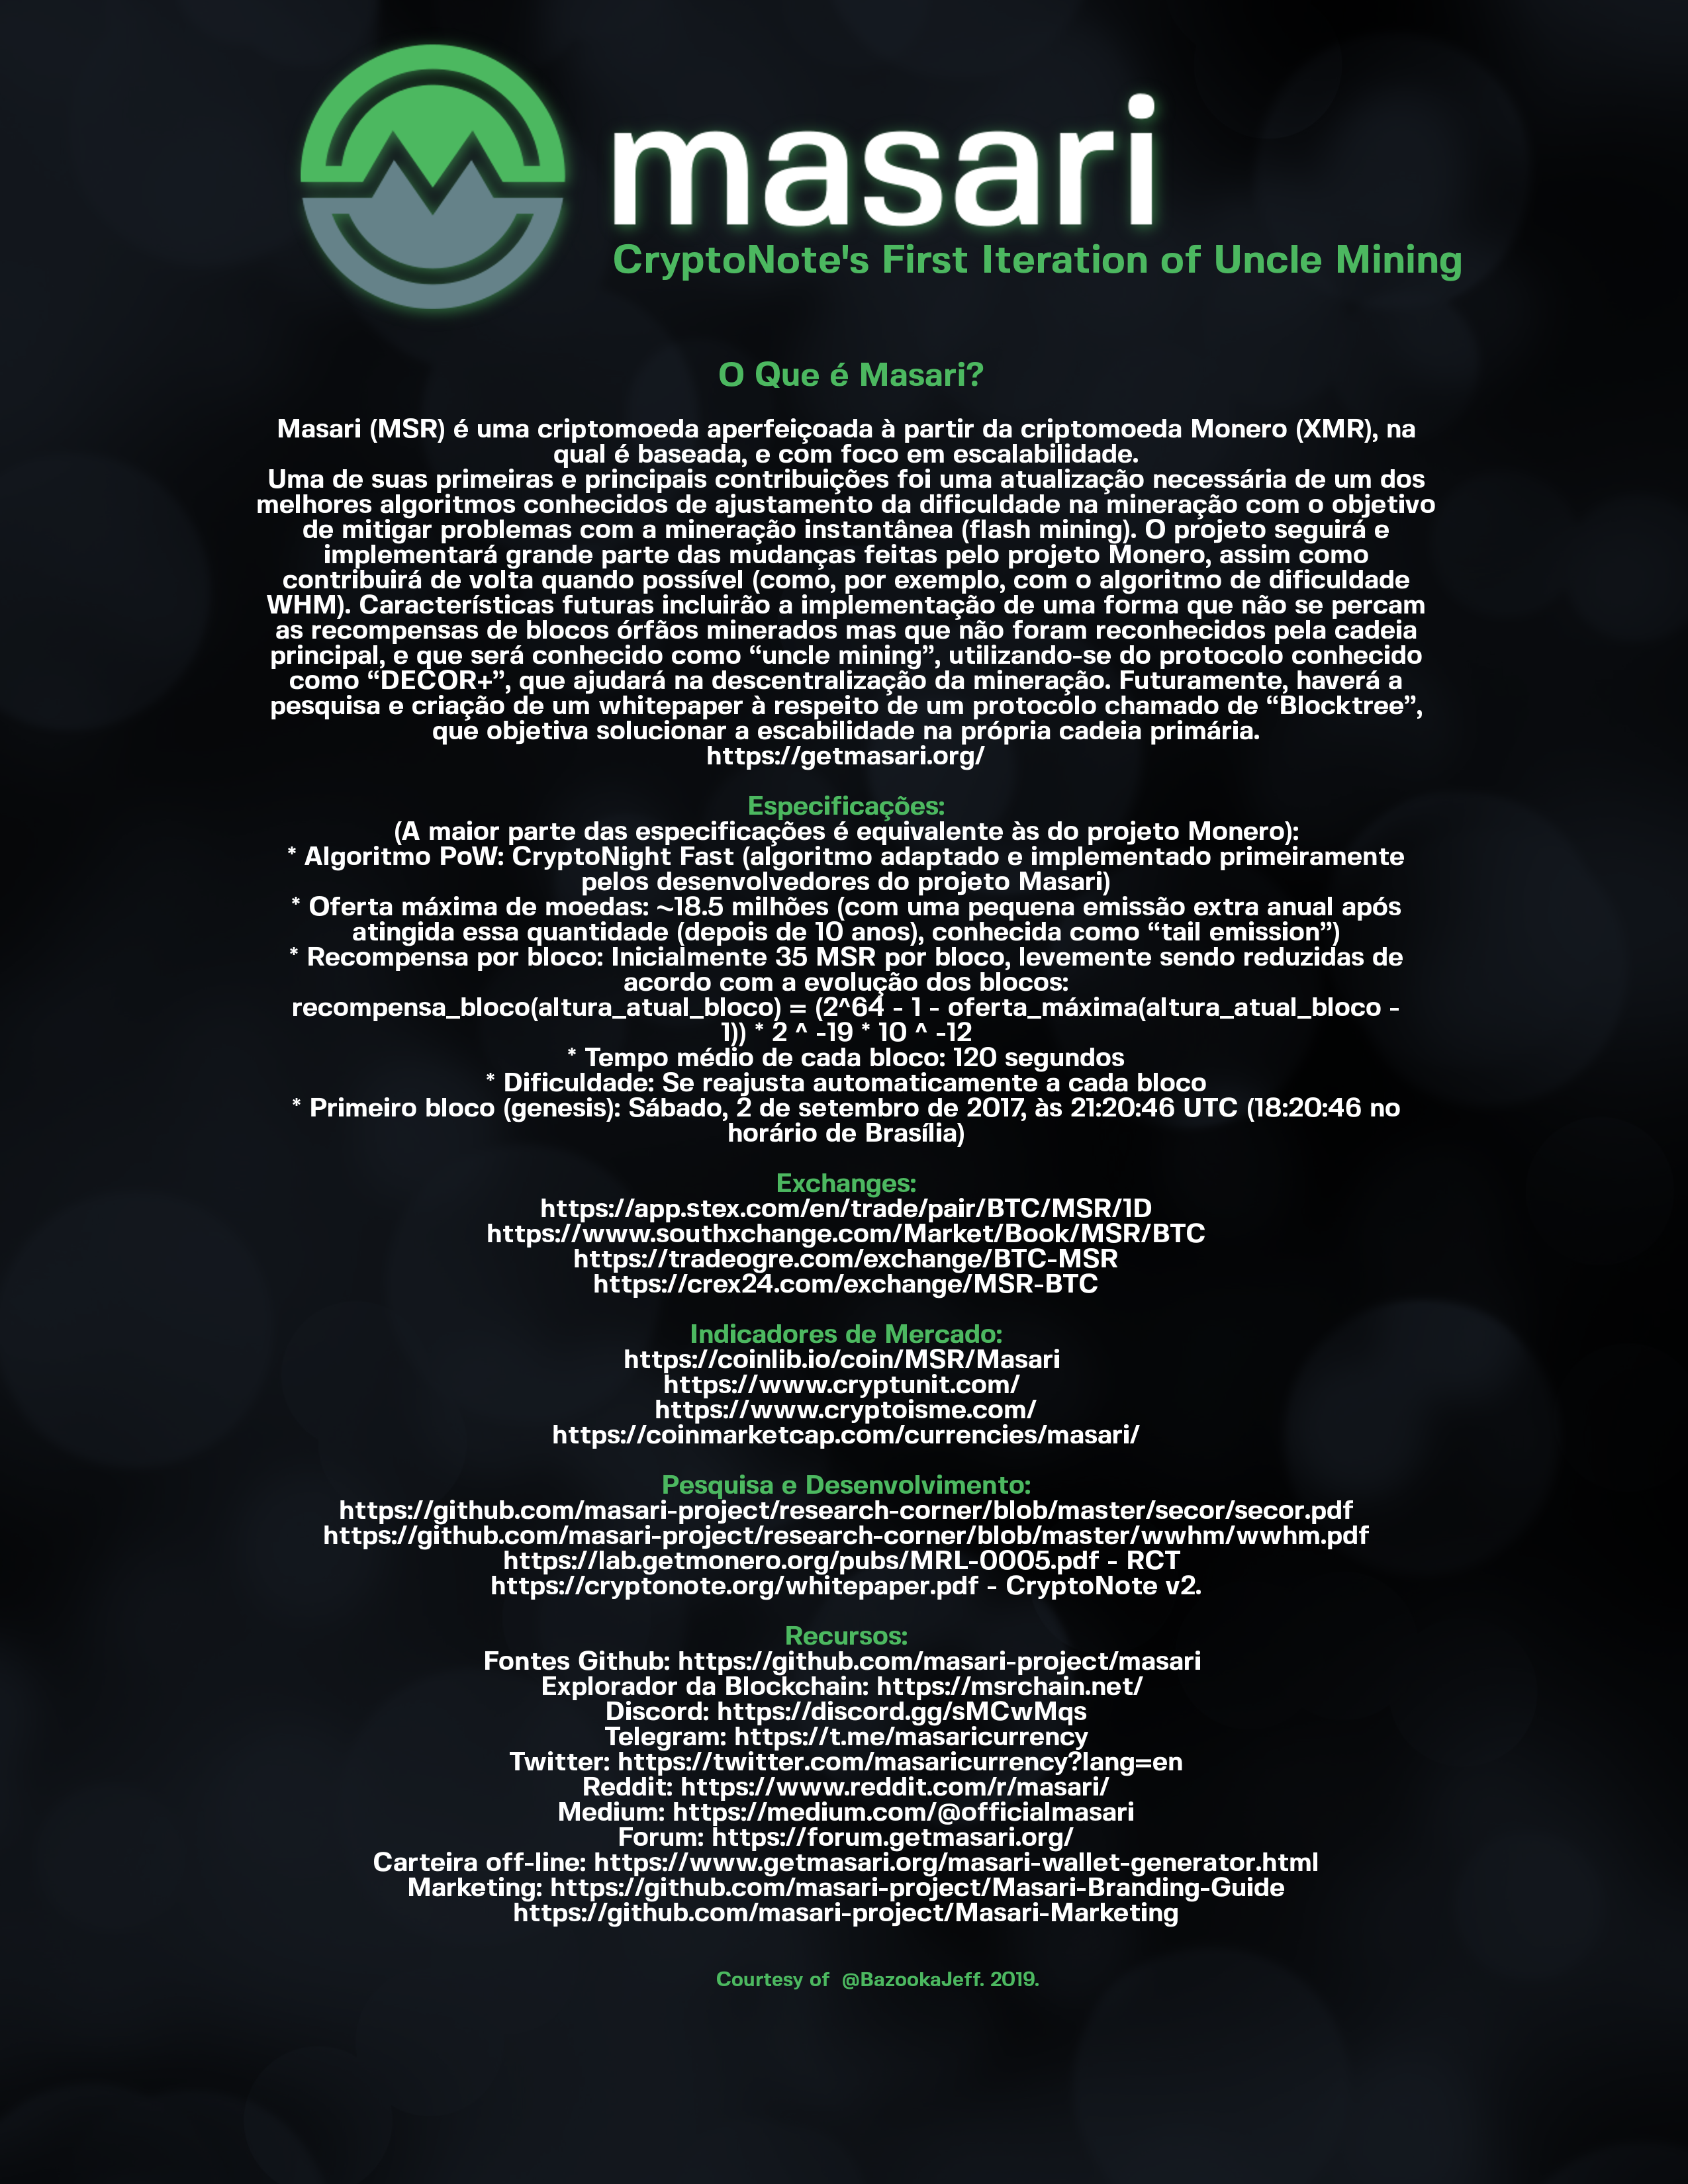 masari
CryptoNote's First Iteration of Uncle Mining
O Que é Masari?
Masari (MSR) é uma criptomoeda aperfeiçoada à partir da criptomoeda Monero (XMR), na
qual é baseada, e com foco em escalabilidade.
Uma de suas primeiras e principais contribuições foi uma atualização necessária de um dos
melhores algoritmos conhecidos de ajustamento da dificuldade na mineração com o objetivo
de mitigar problemas com a mineração instantânea (flash mining). O projeto seguirá e
implementará grande parte das mudanças feitas pelo projeto Monero, assim como
contribuirá de volta quando possível (como, por exemplo, com o algoritmo de dificuldade
WHM). Características futuras incluirão a implementação de uma forma que não se percam
as recompensas de blocos órfãos minerados mas que não foram reconhecidos pela cadeia
principal, e que será conhecido como “uncle mining”, utilizando-se do protocolo conhecido
como “DECOR+”, que ajudará na descentralização da mineração. Futuramente, haverá a
pesquisa e criação de um whitepaper à respeito de um protocolo chamado de “Blocktree”,
que objetiva solucionar a escabilidade na própria cadeia primária.
https://getmasari.org/
Especificações:
(A maior parte das especificações é equivalente às do projeto Monero):
* Algoritmo PoW: CryptoNight Fast (algoritmo adaptado e implementado primeiramente
pelos desenvolvedores do projeto Masari)
* Oferta máxima de moedas: ~18.5 milhões (com uma pequena emissão extra anual após
atingida essa quantidade (depois de 10 anos), conhecida como “tail emission”)
* Recompensa por bloco: Inicialmente 35 MSR por bloco, levemente sendo reduzidas de
acordo com a evolução dos blocos:
recompensa_bloco(altura_atual_bloco) = (2^64 - 1 - oferta_máxima(altura_atual_bloco -
1)) * 2 ^ -19 * 10 ^ -12
* Tempo médio de cada bloco: 120 segundos
* Dificuldade: Se reajusta automaticamente a cada bloco
* Primeiro bloco (genesis): Sábado, 2 de setembro de 2017, às 21:20:46 UTC (18:20:46 no
horário de Brasília)
Exchanges:
https://app.stex.com/en/trade/pair/BTC/MSR/1D
https://www.southxchange.com/Market/Book/MSR/BTC
https://tradeogre.com/exchange/BTC-MSR
https://crex24.com/exchange/MSR-BTC
Indicadores de Mercado:
https://coinlib.io/coin/MSR/Masari
https://www.cryptunit.com/
https://www.cryptoisme.com/
https://coinmarketcap.com/currencies/masari/
Pesquisa e Desenvolvimento:
https://github.com/masari-project/research-corner/blob/master/secor/secor.pdf
https://github.com/masari-project/research-corner/blob/master/wwhm/wwhm.pdf
https://lab.getmonero.org/pubs/MRL-0005.pdf - RCT
https://cryptonote.org/whitepaper.pdf - CryptoNote v2.
Recursos:
Fontes Github: https://github.com/masari-project/masari
Explorador da Blockchain: https://msrchain.net/
Discord: https://discord.gg/sMCwMqs
Telegram: https://t.me/masaricurrency
Twitter: https://twitter.com/masaricurrency?lang=en
Reddit: https://www.reddit.com/r/masari/
Medium: https://medium.com/@officialmasari
Forum: https://forum.getmasari.org/
Carteira off-line: https://www.getmasari.org/masari-wallet-generator.html
Marketing: https://github.com/masari-project/Masari-Branding-Guide
https://github.com/masari-project/Masari-Marketing
Courtesy of @BazookaJeff. 2019.